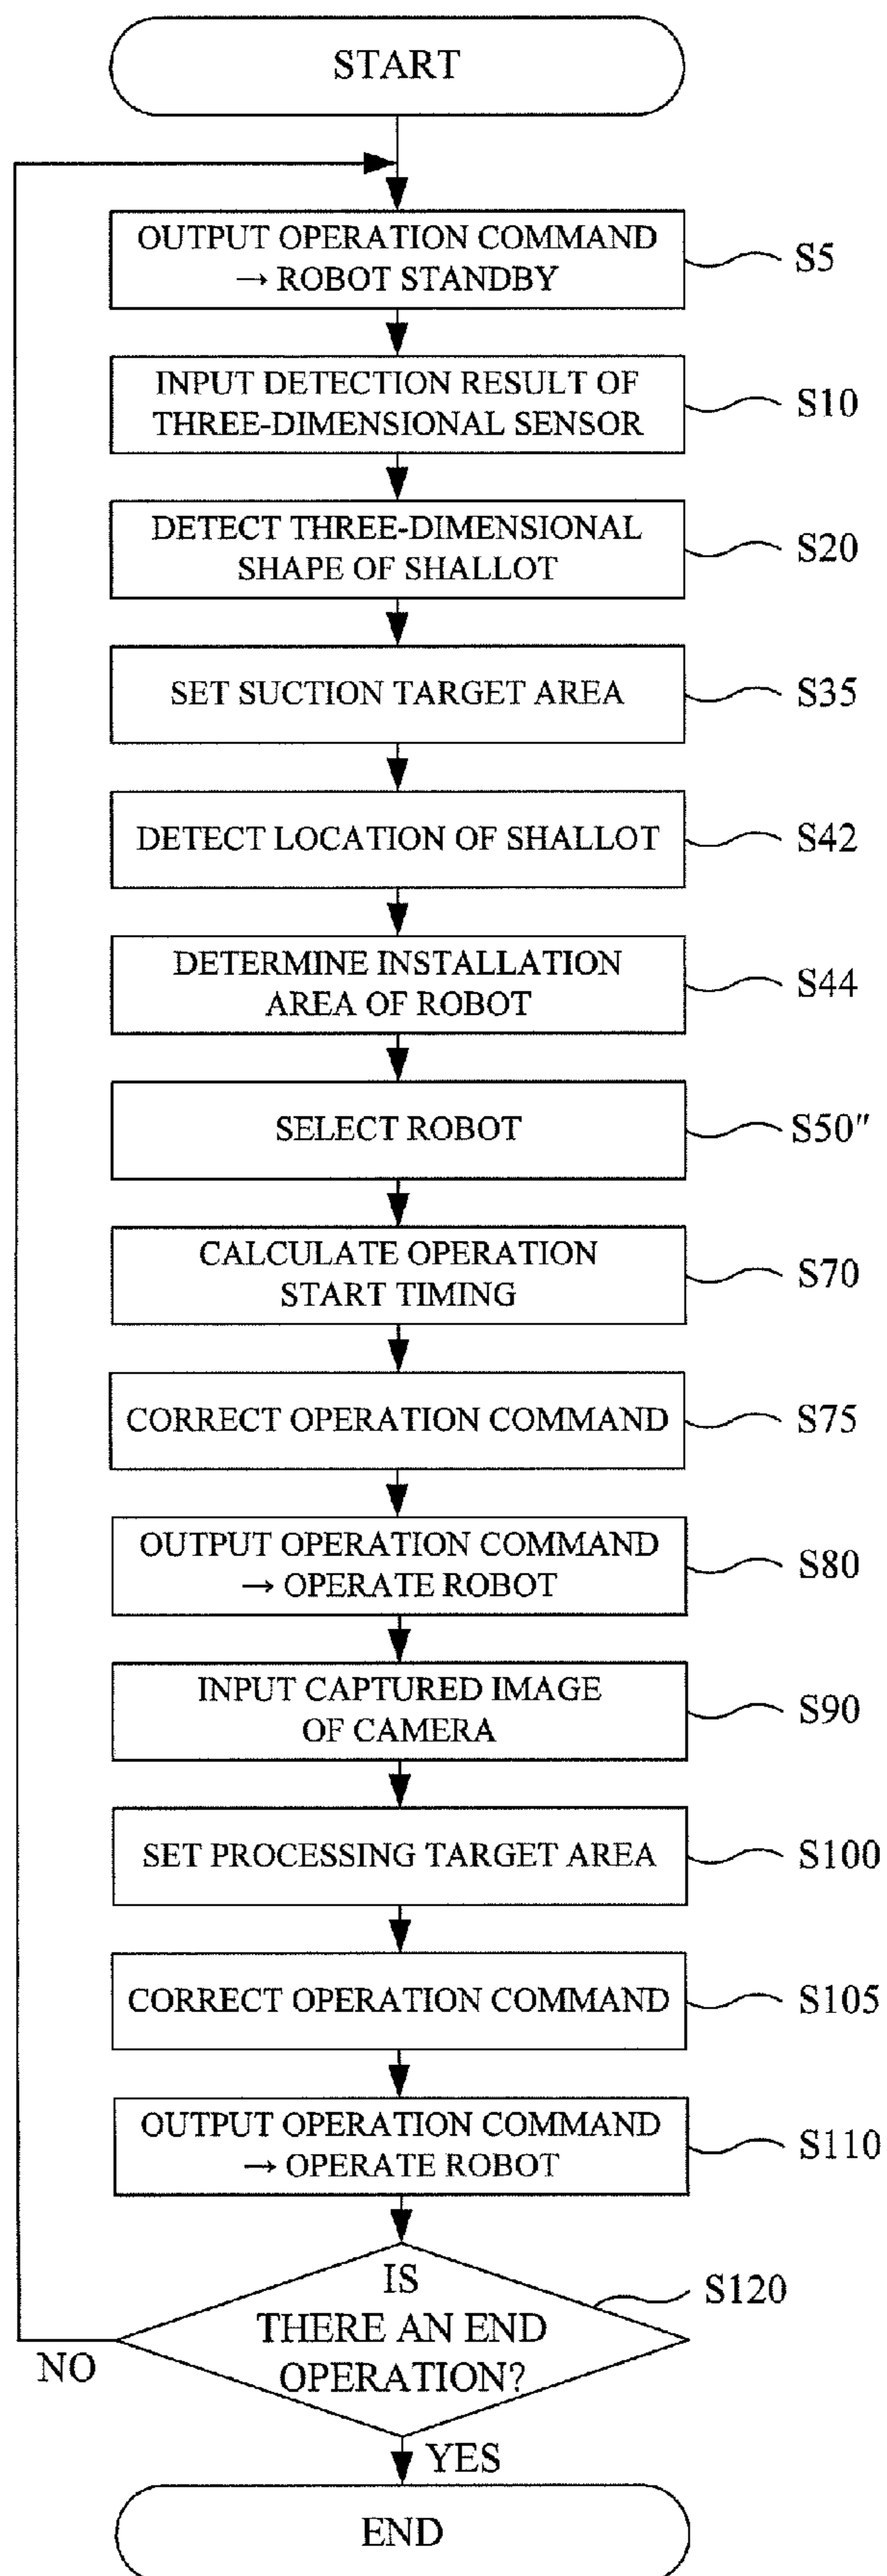 START
OUTPUT OPERATION COMMAND
→ ROBOT STANDBY
S5
INPUT DETECTION RESULT OF
THREE-DIMENSIONAL SENSOR
S10
DETECT THREE-DIMENSIONAL
SHAPE OF SHALLOT
S20
SET SUCTION TARGET AREA
S35
DETECT LOCATION OF SHALLOT
S42
DETERMINE INSTALLATION
AREA OF ROBOT
S44
SELECT ROBOT
S50″
CALCULATE OPERATION
START TIMING
S70
CORRECT OPERATION COMMAND
S75
OUTPUT OPERATION COMMAND
→ OPERATE ROBOT
S80
INPUT CAPTURED IMAGE
OF CAMERA
S90
SET PROCESSING TARGET AREA
S100
CORRECT OPERATION COMMAND
S105
OUTPUT OPERATION COMMAND
→ OPERATE ROBOT
S110
IS
THERE AN END
OPERATION?
S120
NO
YES
END